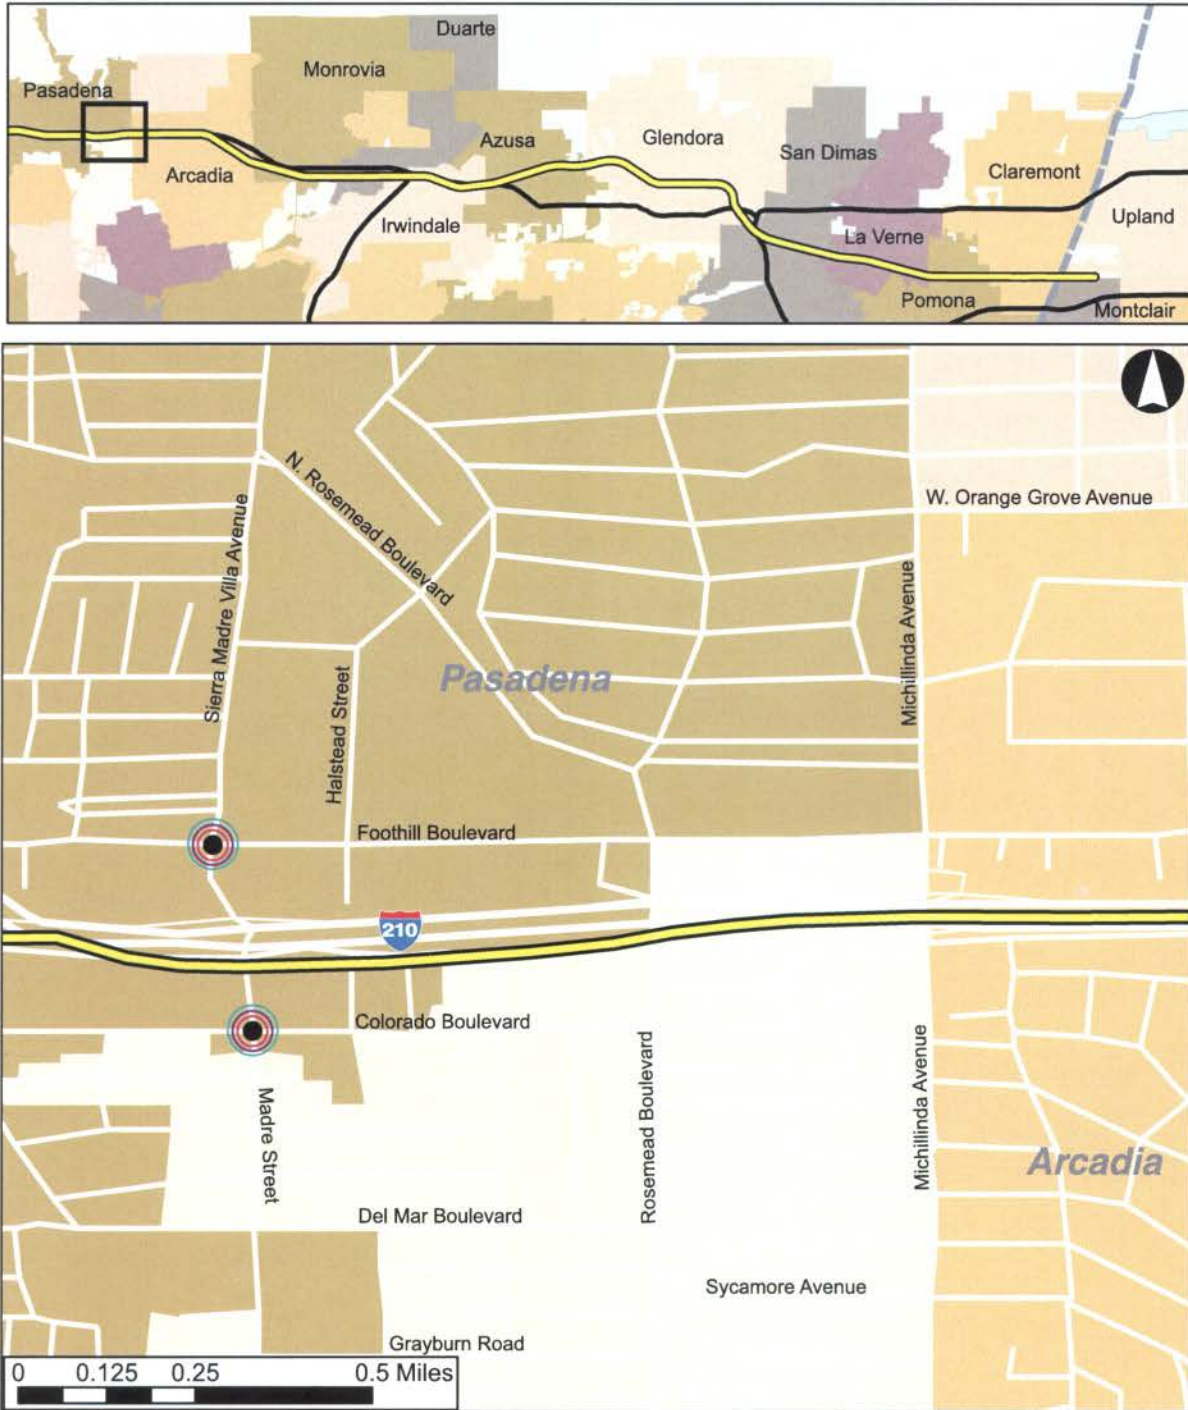 Duarte
Monrovia
Pasadena
Azusa
Glendora
San Dimas
Claremont
Arcadia
Irwindale
La Verne
Upland
Pomona
Montclair
N. Rosemead Boulevard
W. Orange Grove Avenue
Sierra Madre Villa Avenue
Michillinda Avenue
Pasadena
Halstead Street
Foothill Boulevard
210
Colorado Boulevard
Madre Street
Rosemead Boulevard
Michillinda Avenue
Arcadia
Del Mar Boulevard
Sycamore Avenue
Grayburn Road
0 0.125 0.25 0.5 Miles